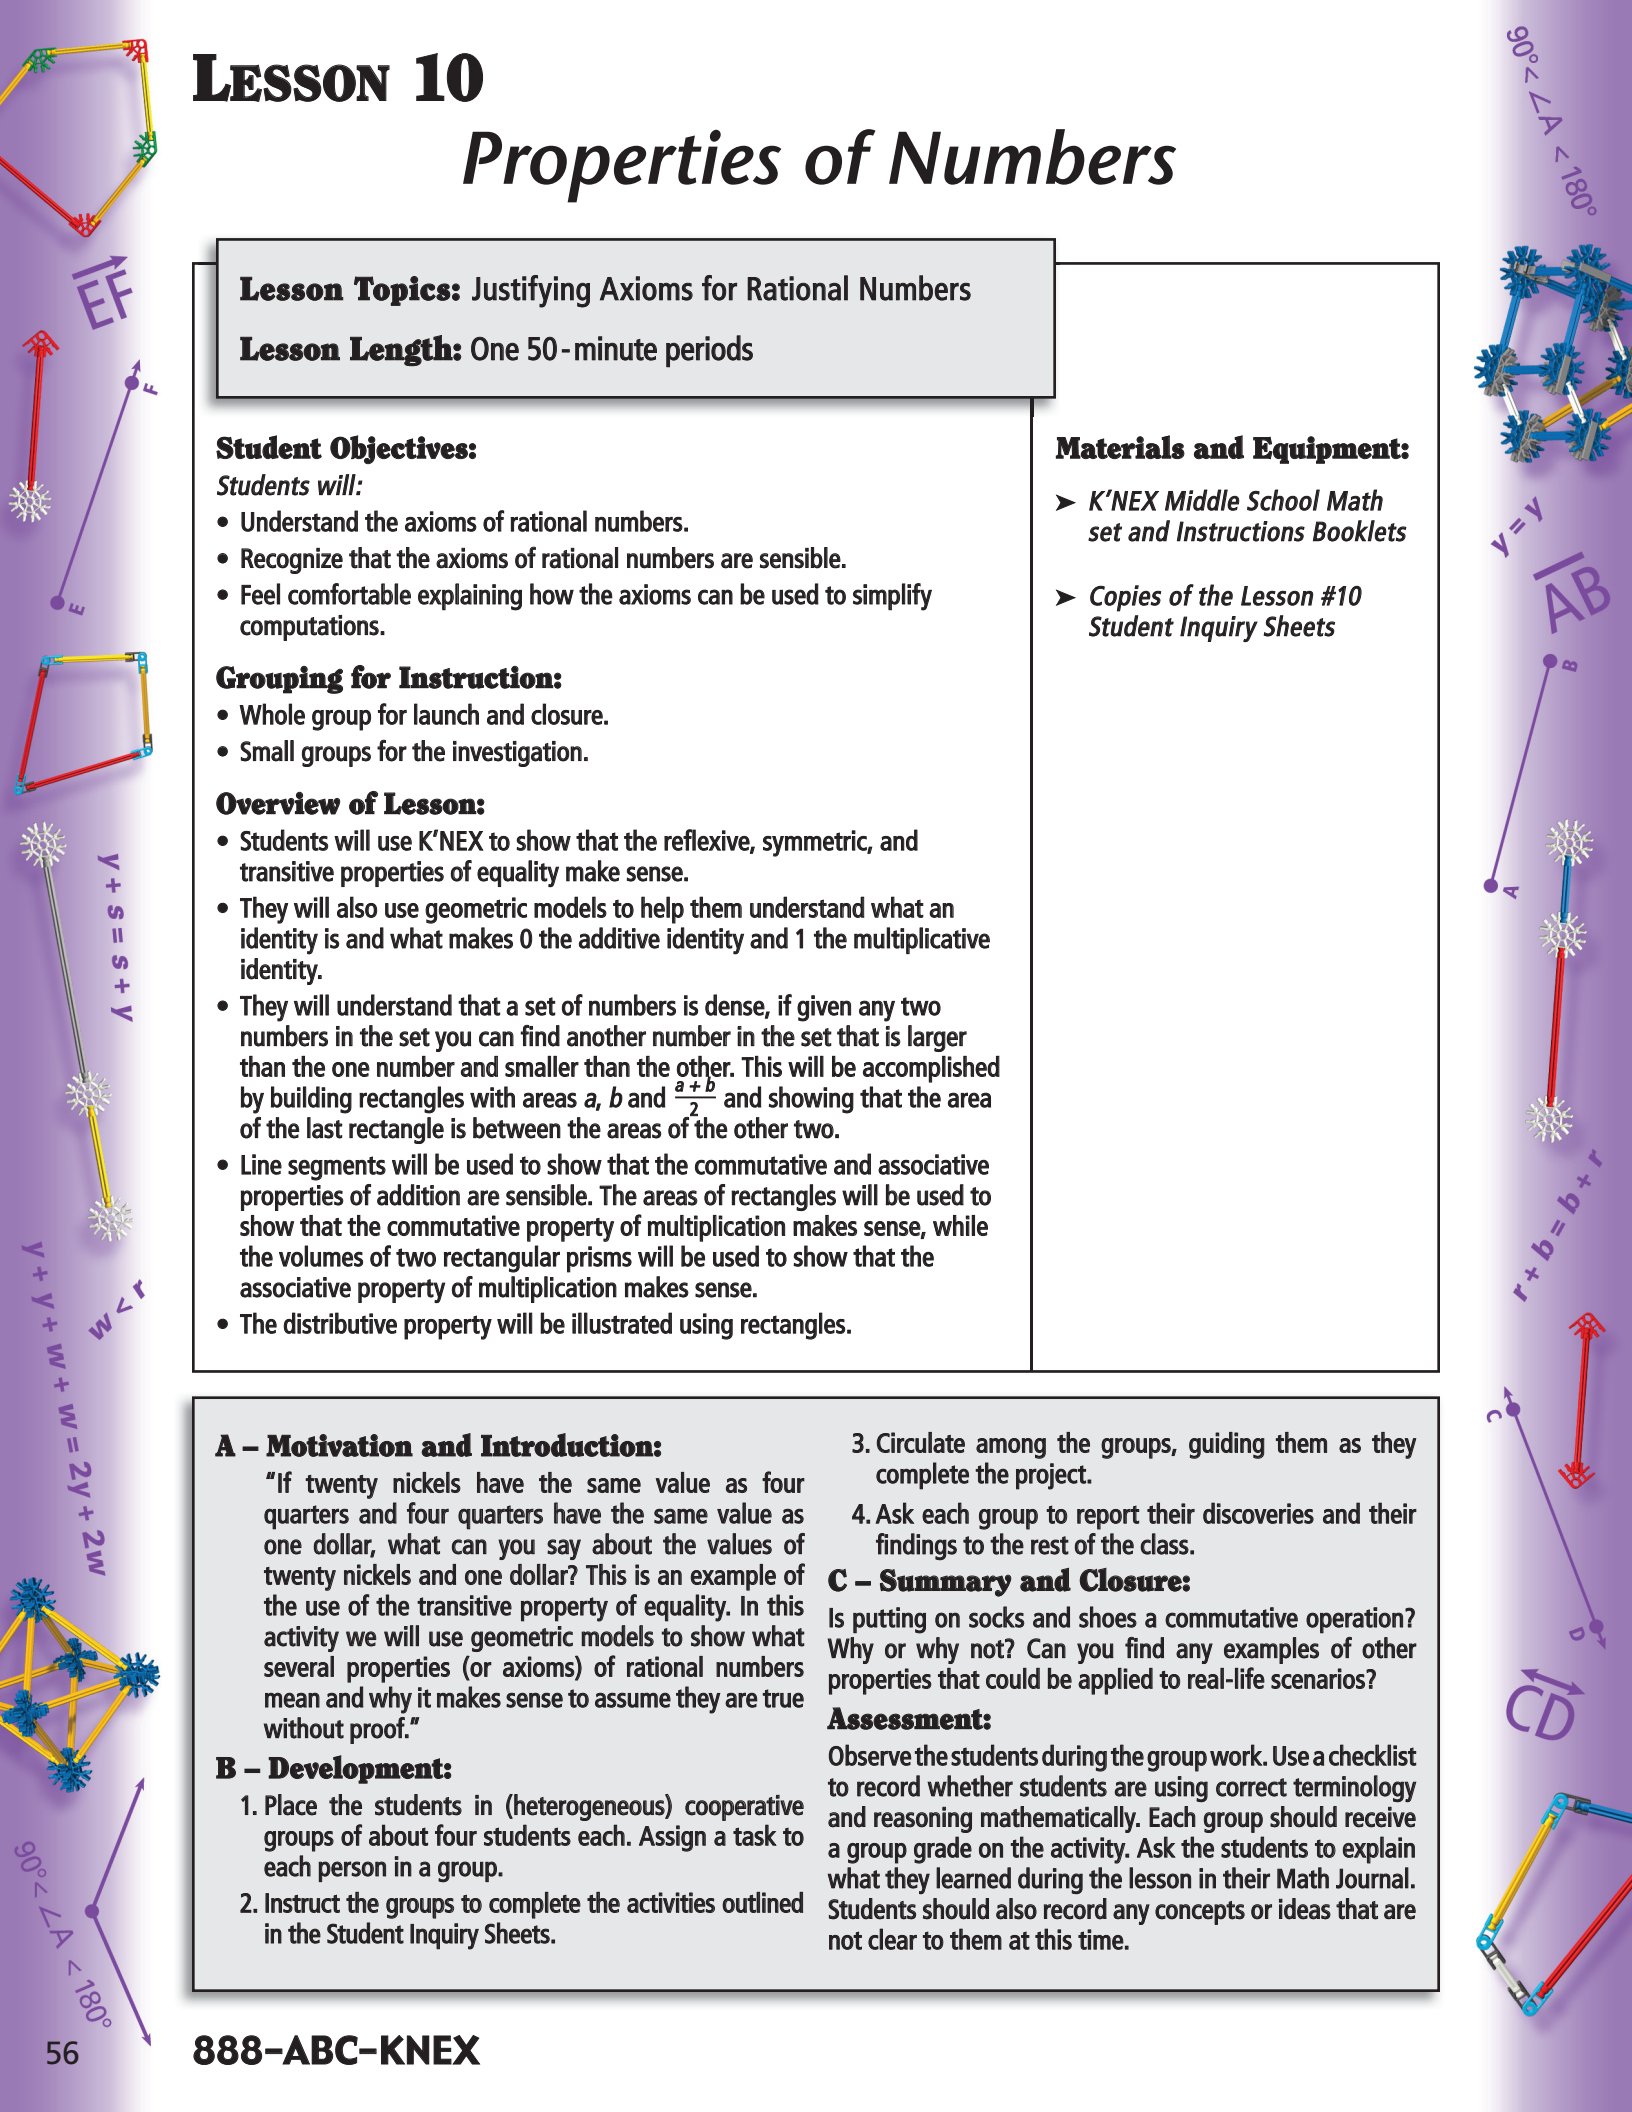 LESSON 10
Properties of Numbers
Lesson Topics: Justifying Axioms for Rational Numbers
Lesson Length: One 50-minute periods
Student Objectives:
Students will:
• Understand the axioms of rational numbers.
• Recognize that the axioms of rational numbers are sensible.
• Feel comfortable explaining how the axioms can be used to simplify
computations.
Grouping for Instruction:
• Whole group for launch and closure.
• Small groups for the investigation.
Overview of Lesson:
• Students will use K’NEX to show that the reflexive, symmetric, and
transitive properties of equality make sense.
• They will also use geometric models to help them understand what an
identity is and what makes 0 the additive identity and 1 the multiplicative
identity.
• They will understand that a set of numbers is dense, if given any two
numbers in the set you can find another number in the set that is larger
than the one number and smaller than the other. This will be accomplished
by building rectangles with areas a, b and a + b / 2 and showing that the area
of the last rectangle is between the areas of the other two.
• Line segments will be used to show that the commutative and associative
properties of addition are sensible. The areas of rectangles will be used to
show that the commutative property of multiplication makes sense, while
the volumes of two rectangular prisms will be used to show that the
associative property of multiplication makes sense.
• The distributive property will be illustrated using rectangles.
Materials and Equipment:
➤ K’NEX Middle School Math
set and Instructions Booklets
➤ Copies of the Lesson #10
Student Inquiry Sheets
A – Motivation and Introduction:
“If twenty nickels have the same value as four
quarters and four quarters have the same value as
one dollar, what can you say about the values of
twenty nickels and one dollar? This is an example of
the use of the transitive property of equality. In this
activity we will use geometric models to show what
several properties (or axioms) of rational numbers
mean and why it makes sense to assume they are true
without proof.”
B – Development:
1. Place the students in (heterogeneous) cooperative
groups of about four students each. Assign a task to
each person in a group.
2. Instruct the groups to complete the activities outlined
in the Student Inquiry Sheets.
3. Circulate among the groups, guiding them as they
complete the project.
4. Ask each group to report their discoveries and their
findings to the rest of the class.
C – Summary and Closure:
Is putting on socks and shoes a commutative operation?
Why or why not? Can you find any examples of other
properties that could be applied to real-life scenarios?
Assessment:
Observe the students during the group work. Use a checklist
to record whether students are using correct terminology
and reasoning mathematically. Each group should receive
a group grade on the activity. Ask the students to explain
what they learned during the lesson in their Math Journal.
Students should also record any concepts or ideas that are
not clear to them at this time.
56
888–ABC–KNEX
EF
F
E
y + s = s + y
y + y + w + w = 2y + 2w
w < r
90° < ∠A < 180°
90° < ∠A < 180°
y = y
AB
B
A
r + b = b + r
C
D
CD